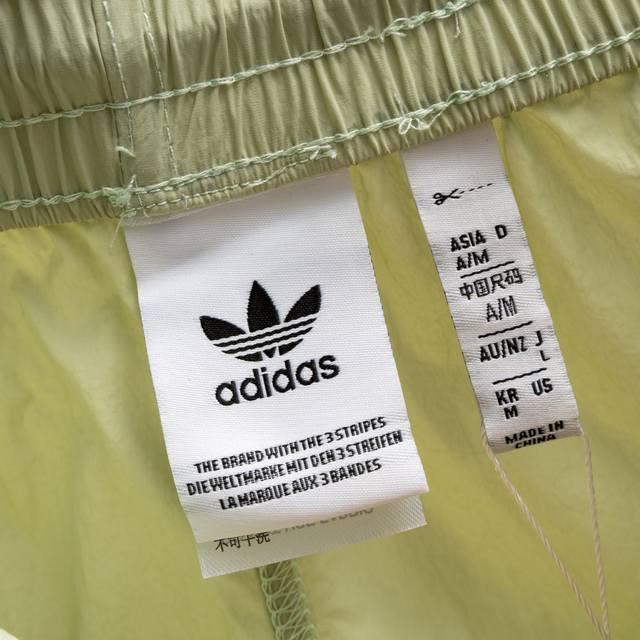 adidas
THE BRAND WITH THE 3 STRIPES
DIE WELTMARKE MIT DEN 3 STREIFEN
LA MARQUE AUX 3 BANDES
不可干洗
ASIA D
A/M
中国尺码
A/M
AU/NZ J
L
KR US
M
MADE IN
CHINA